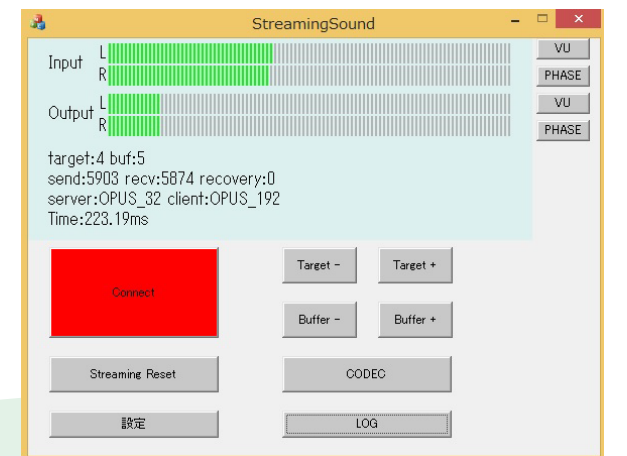 StreamingSound
Input L
R
VU
PHASE
Output L
R
VU
PHASE
target:4 buf:5
send:5903 recv:5874 recovery:0
server:OPUS_32 client:OPUS_192
Time:223.19ms
Connect
Target - Target +
Buffer - Buffer +
Streaming Reset CODEC
設定 LOG